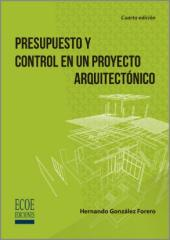 Cuarta edición
PRESUPUESTO Y
CONTROL EN UN PROYECTO
ARQUITECTÓNICO
ECOE
EDICIONES
Hernando González Forero